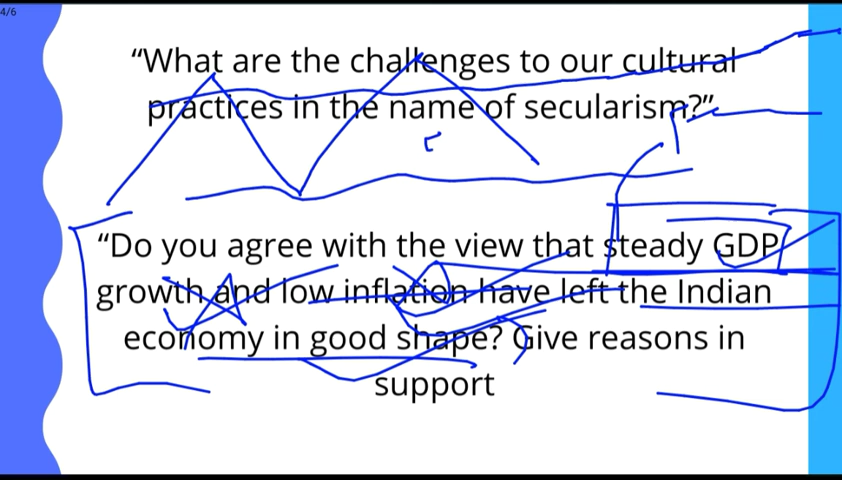 4/6
“What are the challenges to our cultural
practices in the name of secularism?”
“Do you agree with the view that steady GDP
growth and low inflation have left the Indian
economy in good shape? Give reasons in
support